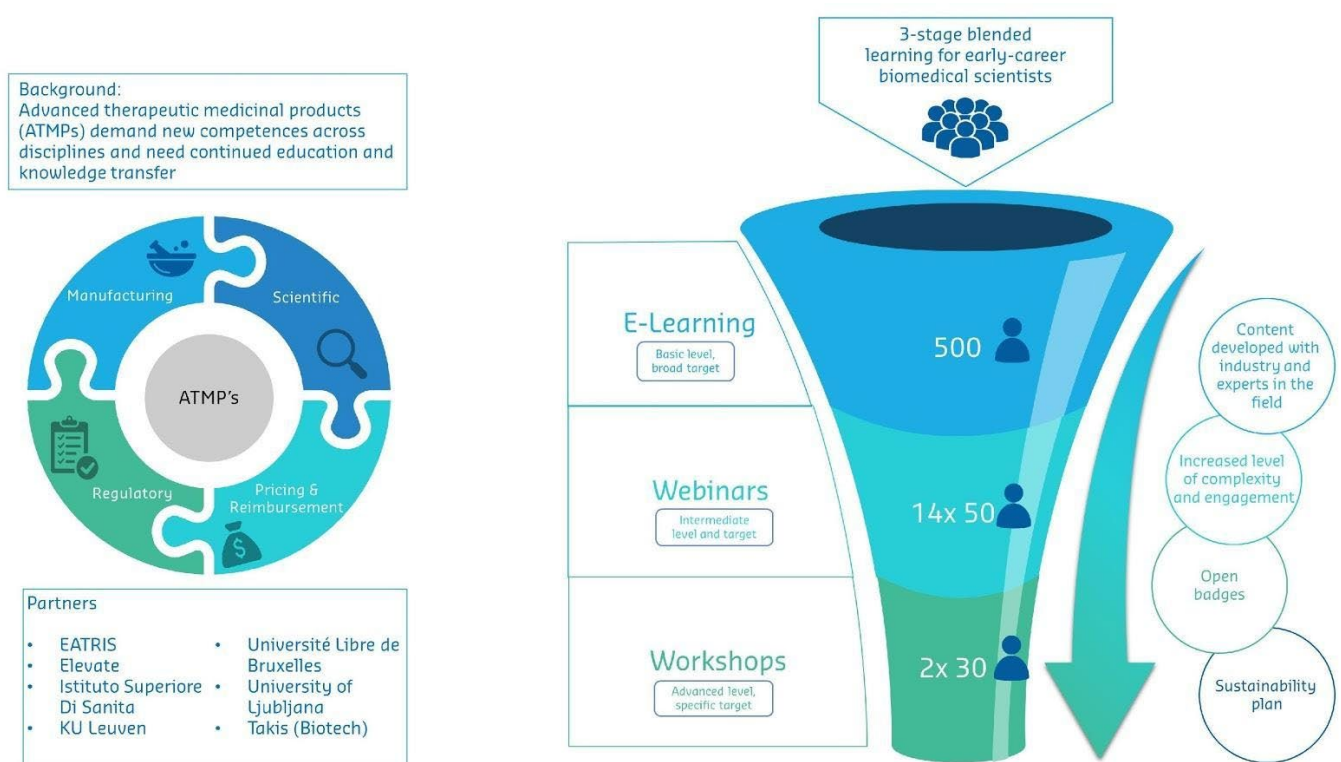 Background:
Advanced therapeutic medicinal products
(ATMPs) demand new competences across
disciplines and need continued education and
knowledge transfer
Manufacturing
Scientific
ATMP's
Regulatory
Pricing &
Reimbursement
$
Partners
• EATRIS
• Elevate
• Istituto Superiore
Di Sanita
• KU Leuven
• Université Libre de
Bruxelles
• University of
Ljubljana
• Takis (Biotech)
3-stage blended
learning for early-career
biomedical scientists
E-Learning
Basic level,
broad target
500
Webinars
Intermediate
level and target
14x 50
Workshops
Advanced level,
specific target
2x 30
Content
developed with
industry and
experts in the
field
Increased level
of complexity
and engagement
Open
badges
Sustainability
plan